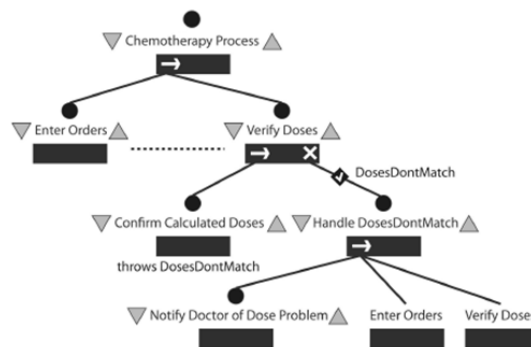 Chemotherapy Process
Enter Orders
Verify Doses
DosesDontMatch
Confirm Calculated Doses
Handle DosesDontMatch
throws DosesDontMatch
Notify Doctor of Dose Problem
Enter Orders
Verify Dose